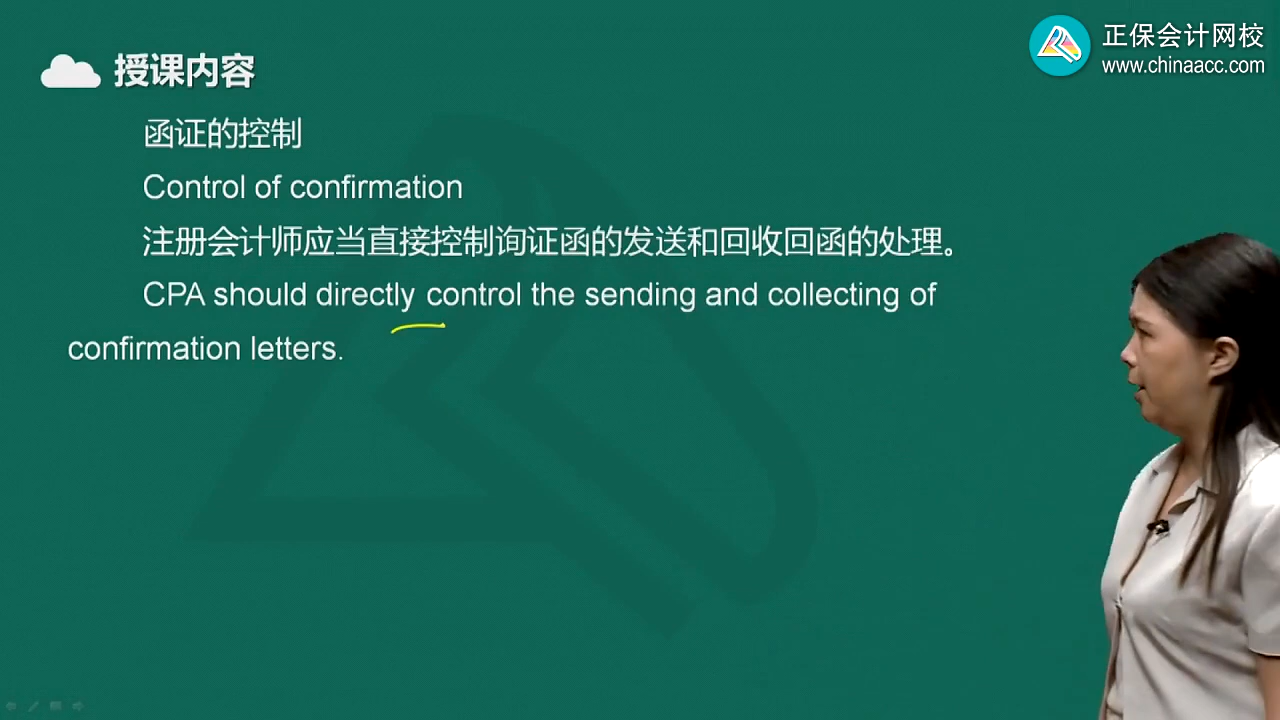 正保会计网校
www.chinaacc.com
授课内容
函证的控制
Control of confirmation
注册会计师应当直接控制询证函的发送和回收回函的处理。
CPA should directly control the sending and collecting of
confirmation letters.